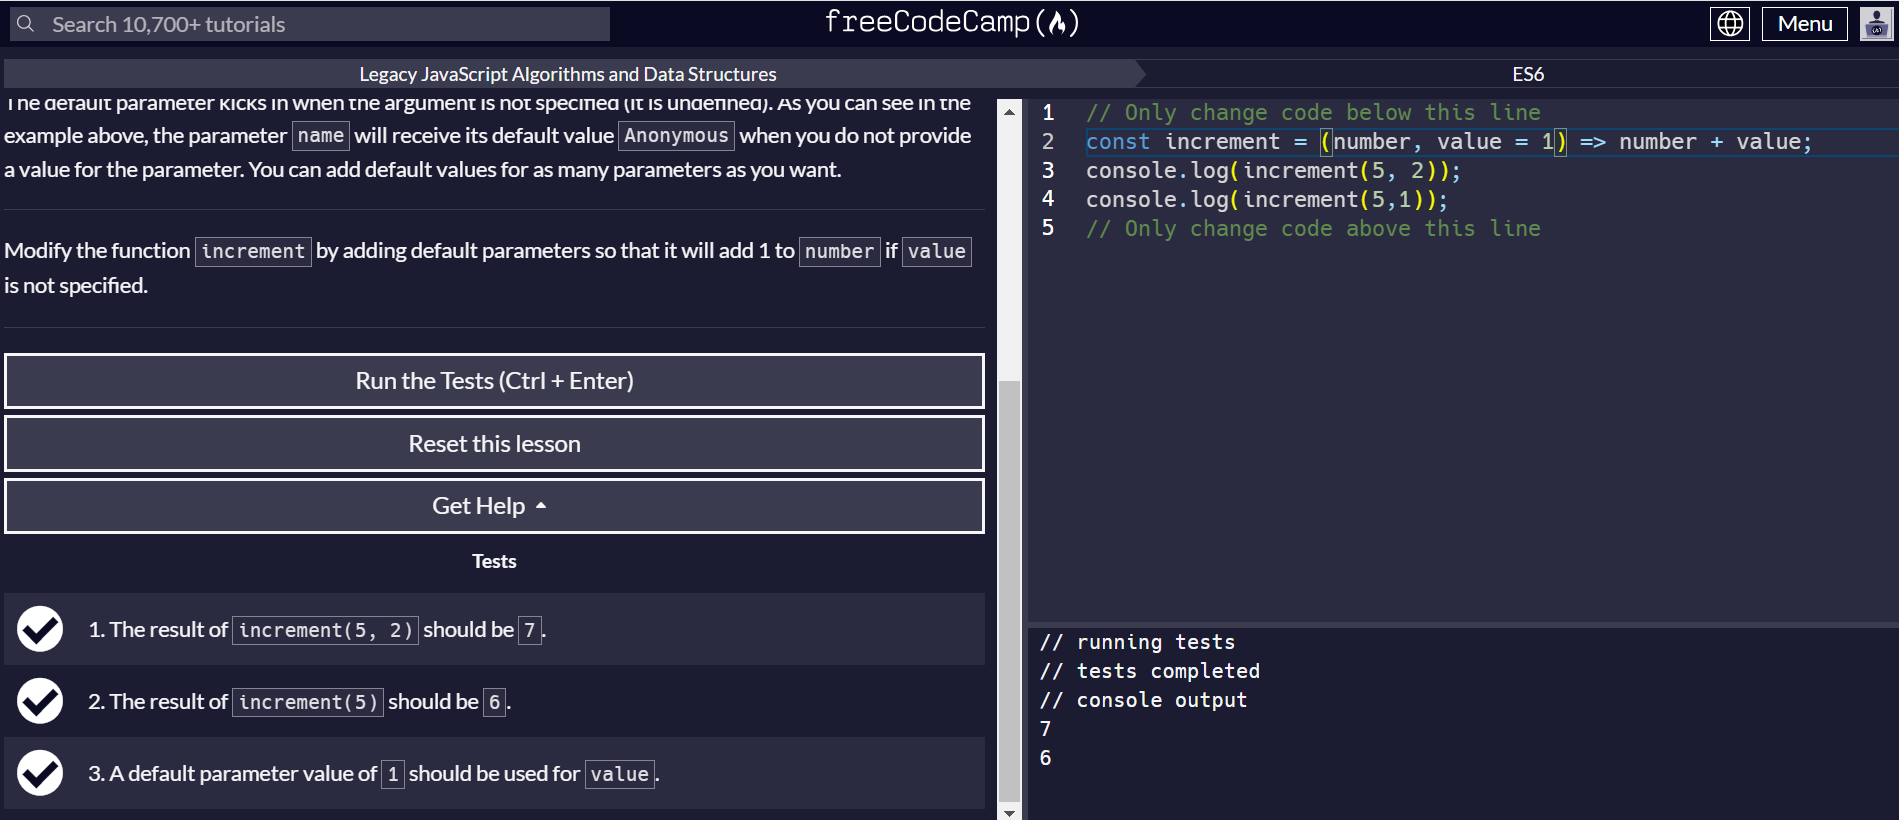 Search 10,700+ tutorials
freeCodeCamp(🔥)
Menu
Legacy JavaScript Algorithms and Data Structures
ES6
The default parameter kicks in when the argument is not specified (it is undefined). As you can see in the
example above, the parameter name will receive its default value Anonymous when you do not provide
a value for the parameter. You can add default values for as many parameters as you want.
Modify the function increment by adding default parameters so that it will add 1 to number if value
is not specified.
Run the Tests (Ctrl + Enter)
Reset this lesson
Get Help
Tests
1. The result of increment(5, 2) should be 7.
2. The result of increment(5) should be 6.
3. A default parameter value of 1 should be used for value.
1 // Only change code below this line
2 const increment = (number, value = 1) => number + value;
3 console.log(increment(5, 2));
4 console.log(increment(5,1));
5 // Only change code above this line
// running tests
// tests completed
// console output
7
6